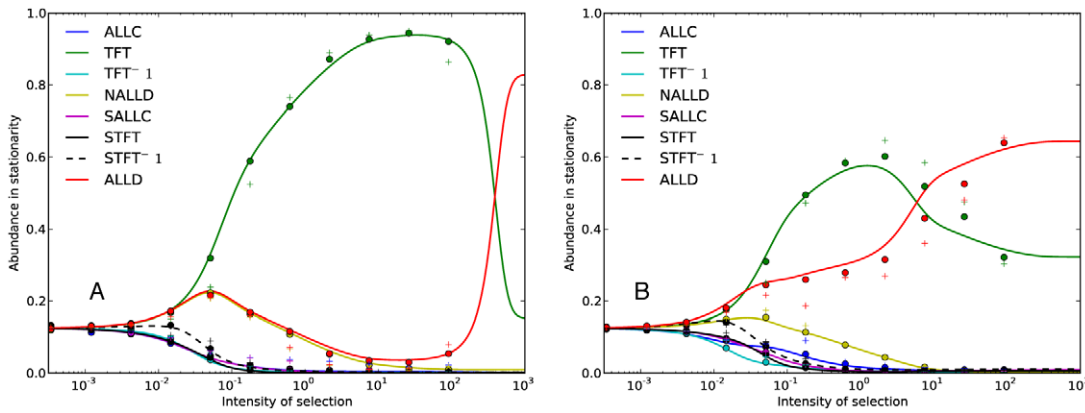 1.0
0.8
0.6
0.4
0.2
0.0
Abundance in stationarity
ALLC
TFT
TFT⁻ 1
NALLD
SALLC
STFT
STFT⁻ 1
ALLD
A
10⁻³
10⁻²
10⁻¹
10⁰
10¹
10²
10³
Intensity of selection
1.0
0.8
0.6
0.4
0.2
0.0
Abundance in stationarity
ALLC
TFT
TFT⁻ 1
NALLD
SALLC
STFT
STFT⁻ 1
ALLD
B
10⁻³
10⁻²
10⁻¹
10⁰
10¹
10²
10³
Intensity of selection